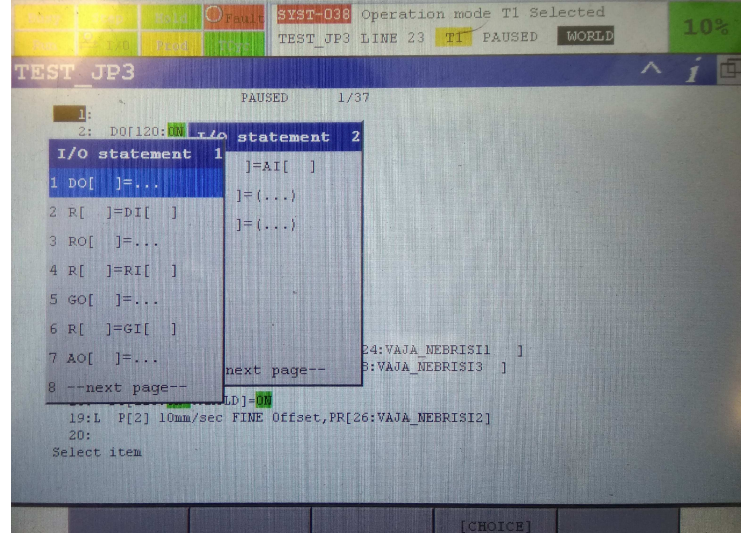 Fault
SYST-038 Operation mode T1 Selected
TEST_JP3 LINE 23 T1 PAUSED WORLD
10%
TEST_JP3
PAUSED 1/37
1:
2: DO[120:ON
I/O statement 2
]=AI[ ]
]=(...)
]=(...)
next page--
I/O statement 1
1 DO[ ]=...
2 R[ ]=DI[ ]
3 RO[ ]=...
4 R[ ]=RI[ ]
5 GO[ ]=...
6 R[ ]=GI[ ]
7 AO[ ]=...
8 --next page--
24:VAJA_NEBRISI1 ]
8:VAJA_NEBRISI3 ]
LD]=ON
19:L P[2] 10mm/sec FINE Offset,PR[26:VAJA_NEBRISI2]
20:
Select item
[CHOICE]